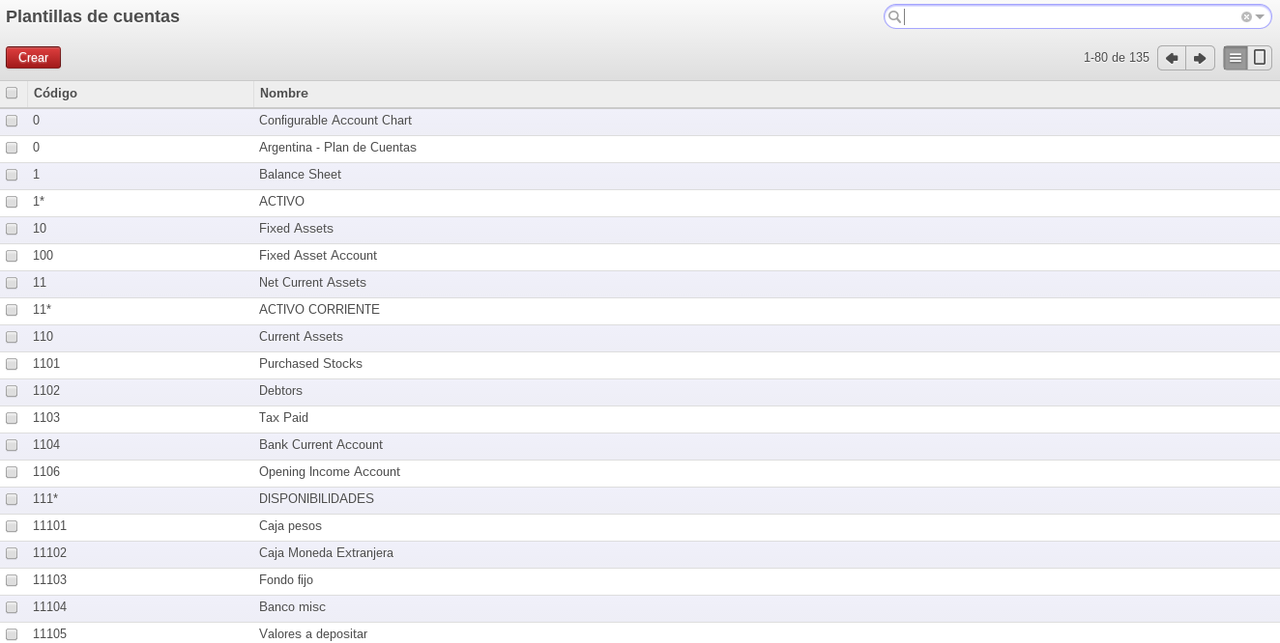 Plantillas de cuentas
Crear
1-80 de 135
Código Nombre
0 Configurable Account Chart
0 Argentina - Plan de Cuentas
1 Balance Sheet
1* ACTIVO
10 Fixed Assets
100 Fixed Asset Account
11 Net Current Assets
11* ACTIVO CORRIENTE
110 Current Assets
1101 Purchased Stocks
1102 Debtors
1103 Tax Paid
1104 Bank Current Account
1106 Opening Income Account
111* DISPONIBILIDADES
11101 Caja pesos
11102 Caja Moneda Extranjera
11103 Fondo fijo
11104 Banco misc
11105 Valores a depositar